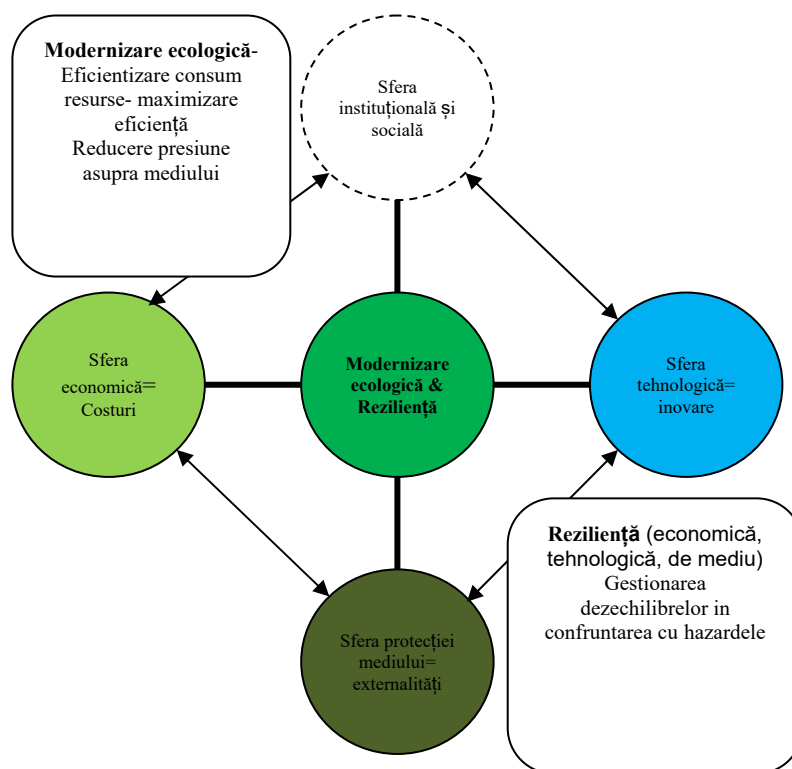 Modernizare ecologică-
Eficientizare consum
resurse- maximizare
eficiență
Reducere presiune
asupra mediului
Sfera
instituțională și
socială
Sfera
economică=
Costuri
Modernizare
ecologică &
Reziliență
Sfera
tehnologică=
inovare
Reziliență (economică,
tehnologică, de mediu)
Gestionarea
dezechilibrelor in
confruntarea cu hazardele
Sfera protecției
mediului=
externalități